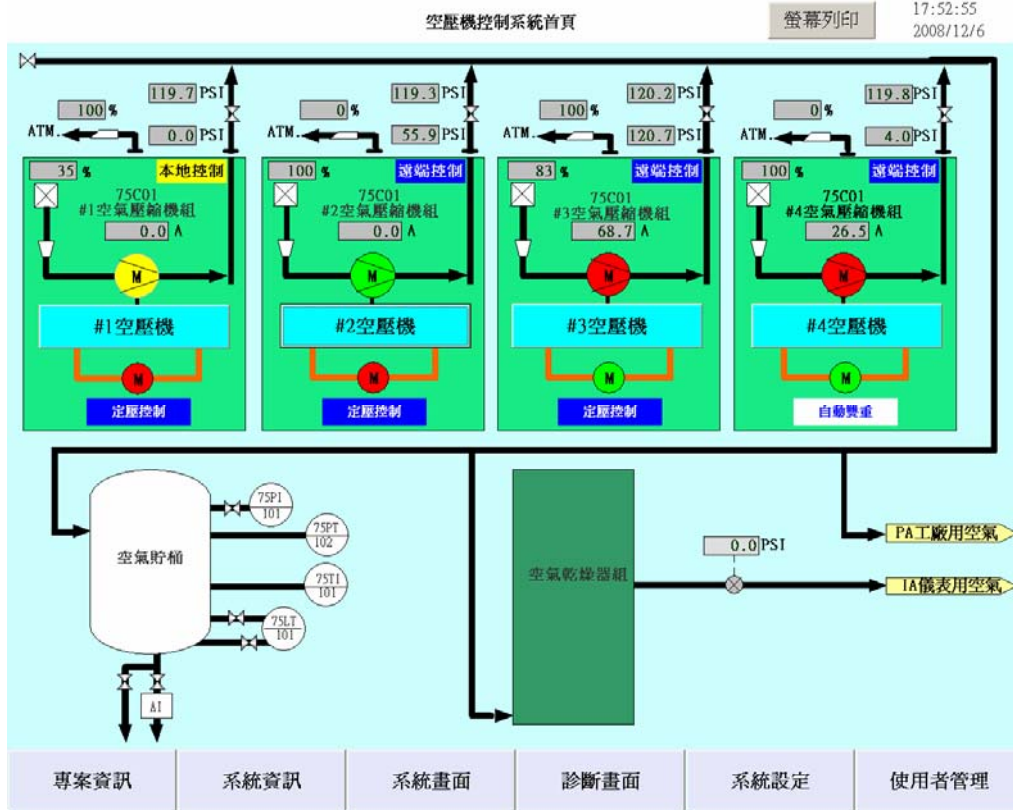 空壓機控制系統首頁
螢幕列印
17:52:55
2008/12/6
119.7 PSI
119.3 PSI
120.2 PSI
119.8 PSI
100 %
0 %
100 %
0 %
ATM.
0.0 PSI
ATM.
55.9 PSI
ATM.
120.7 PSI
ATM.
4.0 PSI
35 %
本地控制
100 %
遠端控制
83 %
遠端控制
100 %
遠端控制
75C01
#1空氣壓縮機組
0.0 A
75C01
#2空氣壓縮機組
0.0 A
75C01
#3空氣壓縮機組
68.7 A
75C01
#4空氣壓縮機組
26.5 A
M
M
M
M
#1空壓機
#2空壓機
#3空壓機
#4空壓機
M
M
M
M
定壓控制
定壓控制
定壓控制
自動雙重
空氣貯桶
75PI
101
75PT
102
75TI
101
75LT
101
AI
空氣乾燥器組
0.0 PSI
PA工廠用空氣
IA儀表用空氣
專案資訊
系統資訊
系統畫面
診斷畫面
系統設定
使用者管理